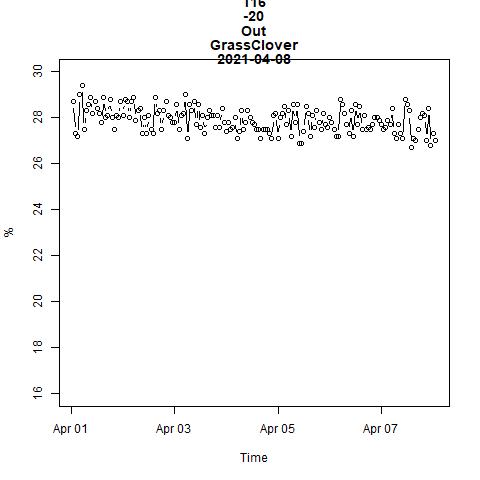 T16
-20
Out
GrassClover
2021-04-08
30
28
26
24
22
20
18
16
%
Apr 01
Apr 03
Apr 05
Apr 07
Time